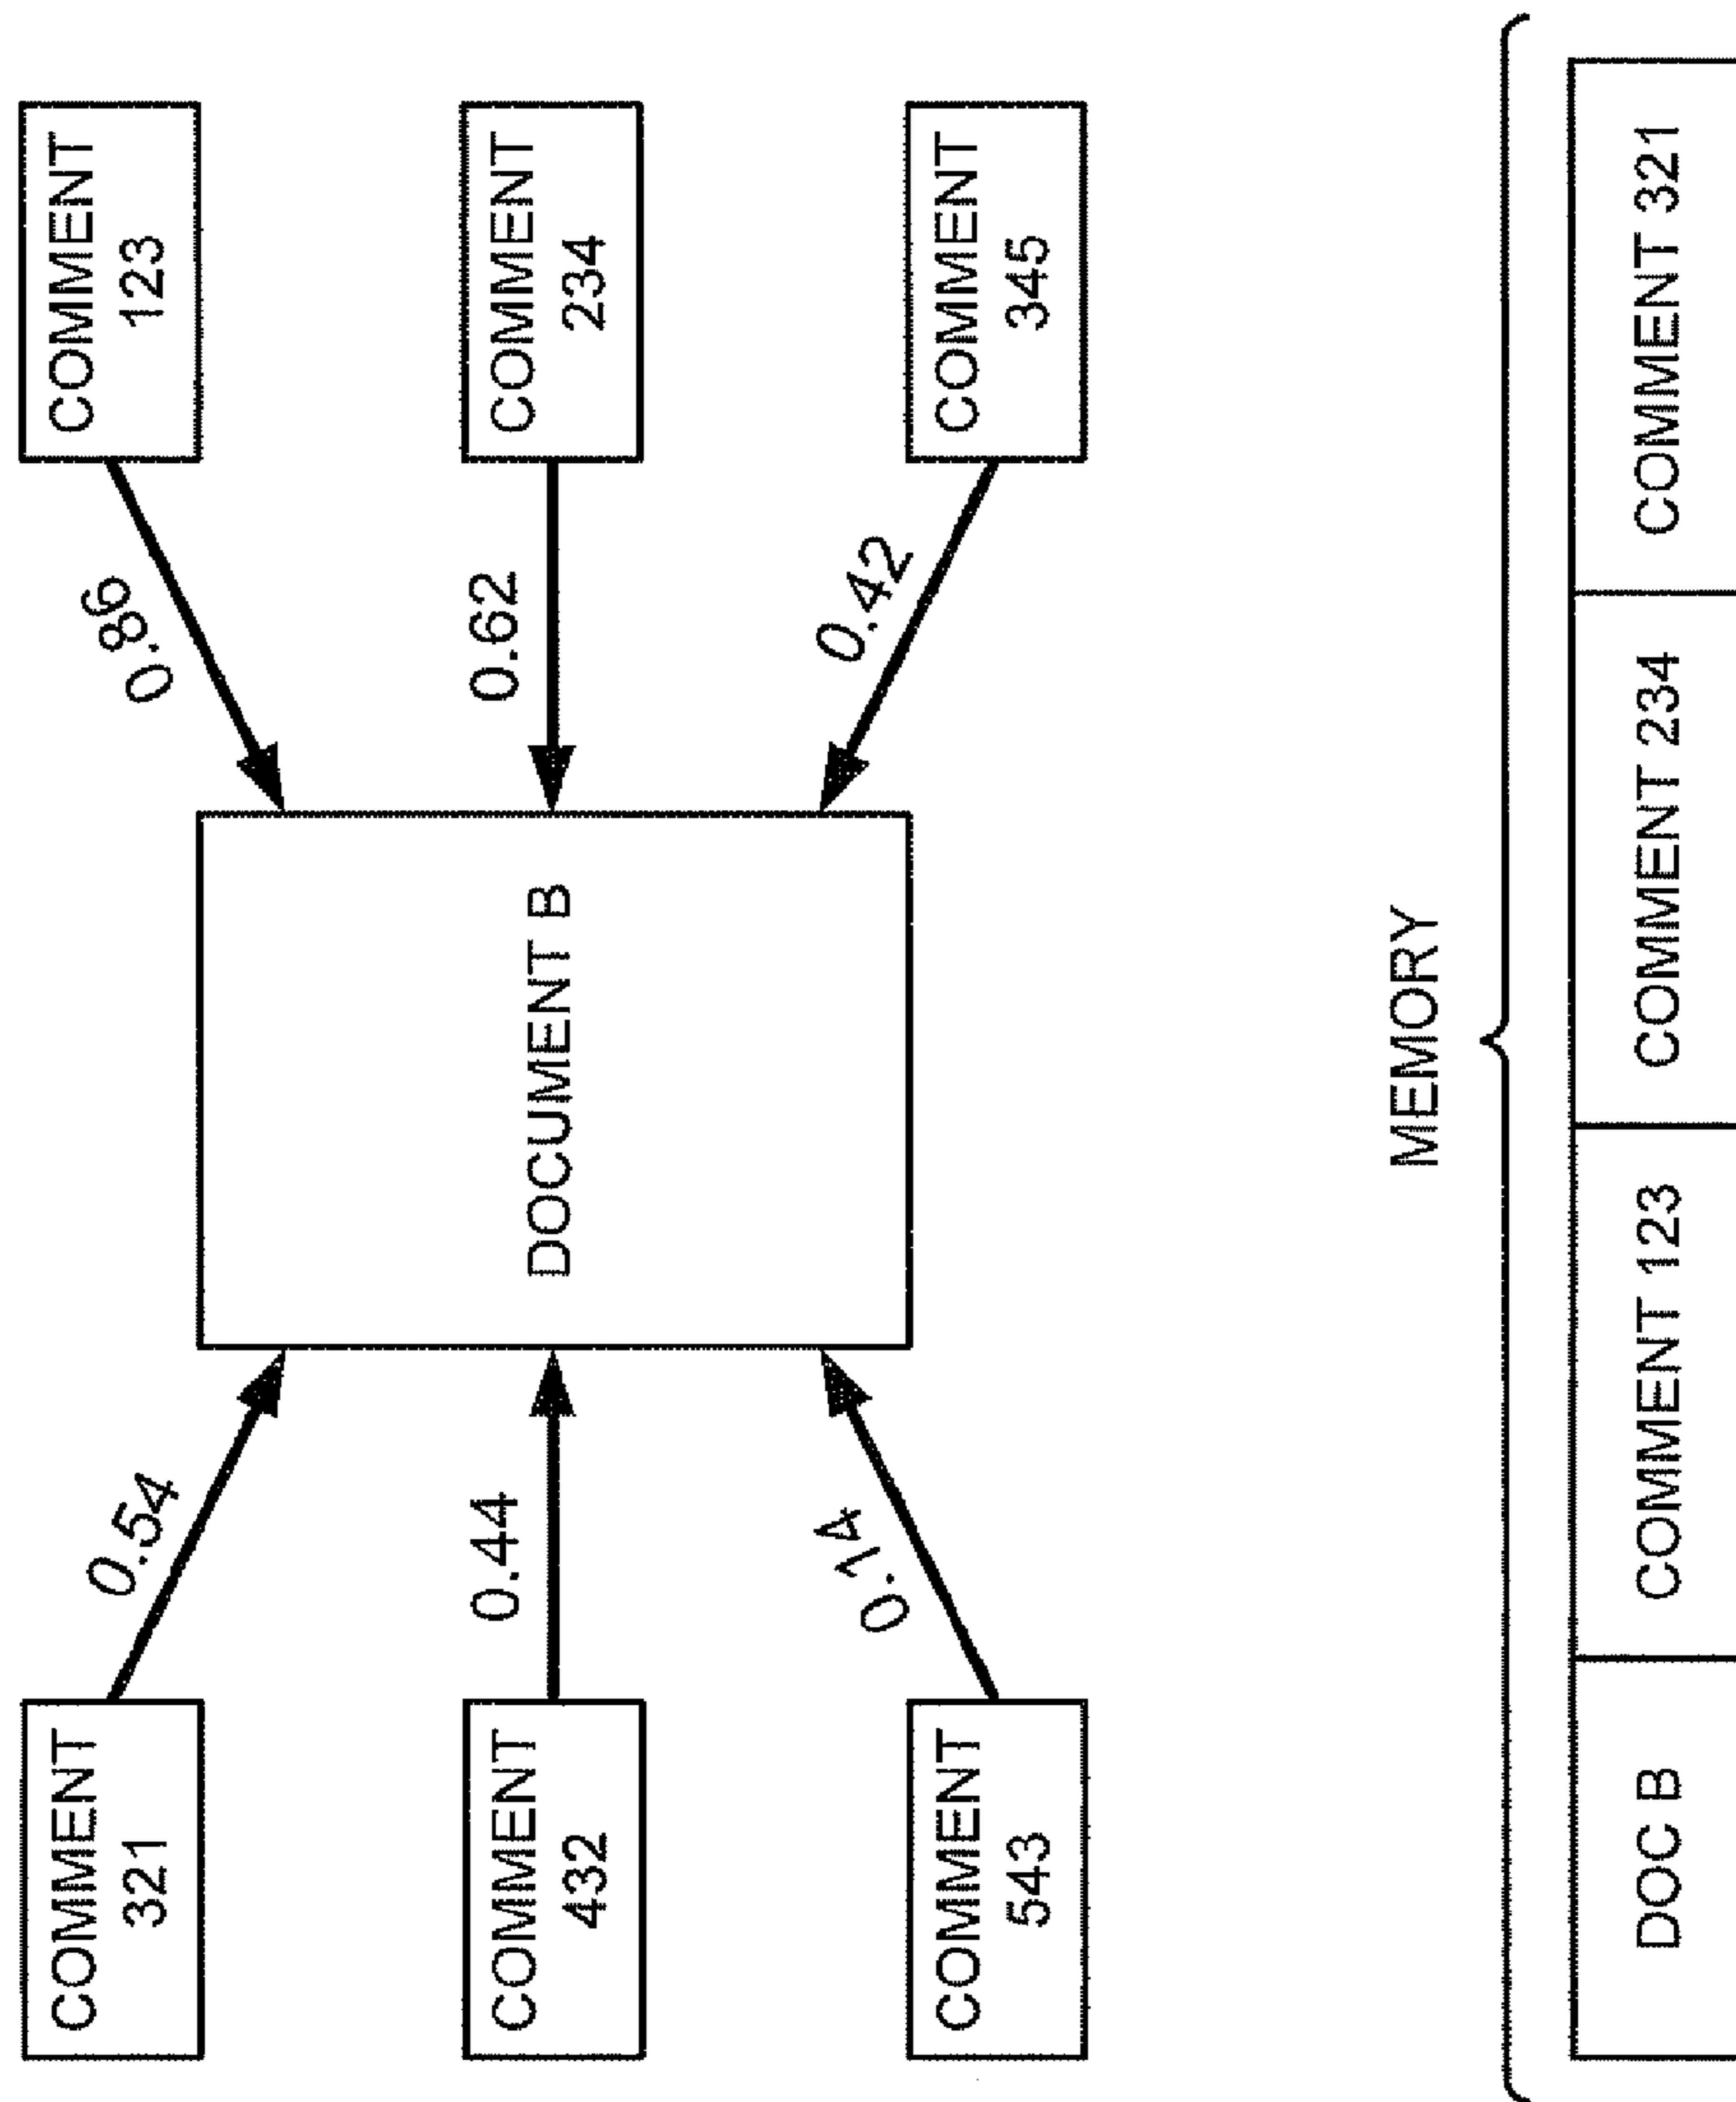 COMMENT
321
0.54
0.86
COMMENT
123
COMMENT
432
0.44
DOCUMENT B
0.62
COMMENT
234
COMMENT
543
0.14
0.42
COMMENT
345
MEMORY
DOC B
COMMENT 123
COMMENT 234
COMMENT 321